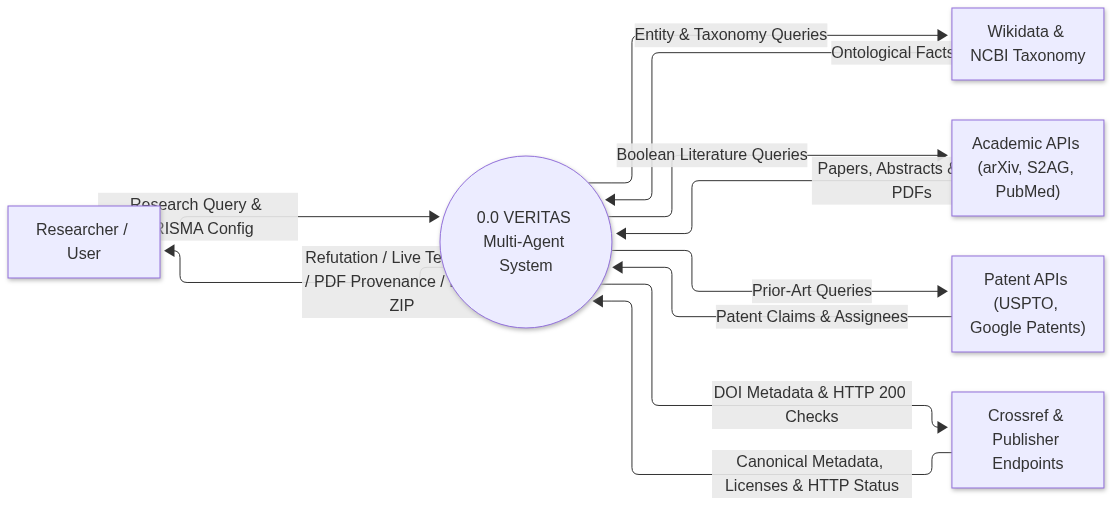 Entity & Taxonomy Queries
Wikidata &
NCBI Taxonomy
Ontological Facts
Boolean Literature Queries
Academic APIs
(arXiv, S2AG,
PubMed)
Papers, Abstracts &
PDFs
Research Query &
RISMA Config
Researcher /
User
0.0 VERITAS
Multi-Agent
System
Refutation / Live Te
/ PDF Provenance /
ZIP
Prior-Art Queries
Patent Claims & Assignees
Patent APIs
(USPTO,
Google Patents)
DOI Metadata & HTTP 200
Checks
Crossref &
Publisher
Endpoints
Canonical Metadata,
Licenses & HTTP Status